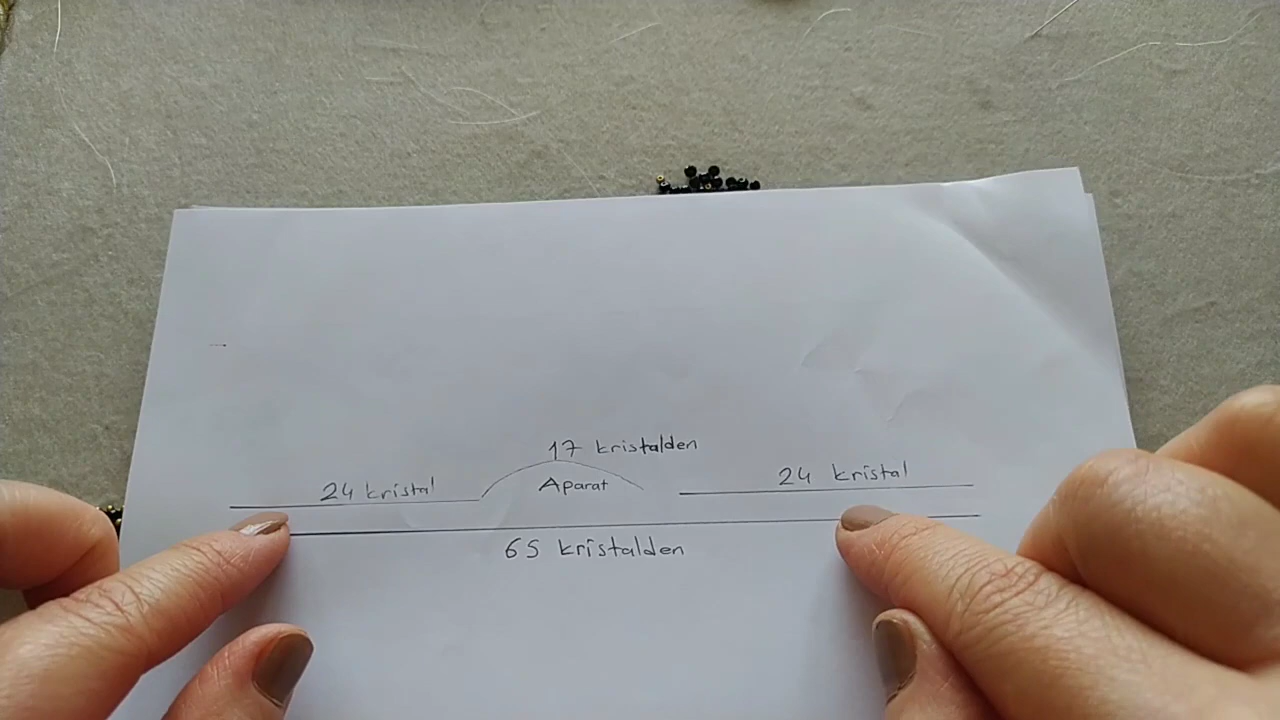 17 kristalden
24 kristal
Aparat
24 kristal
65 kristalden